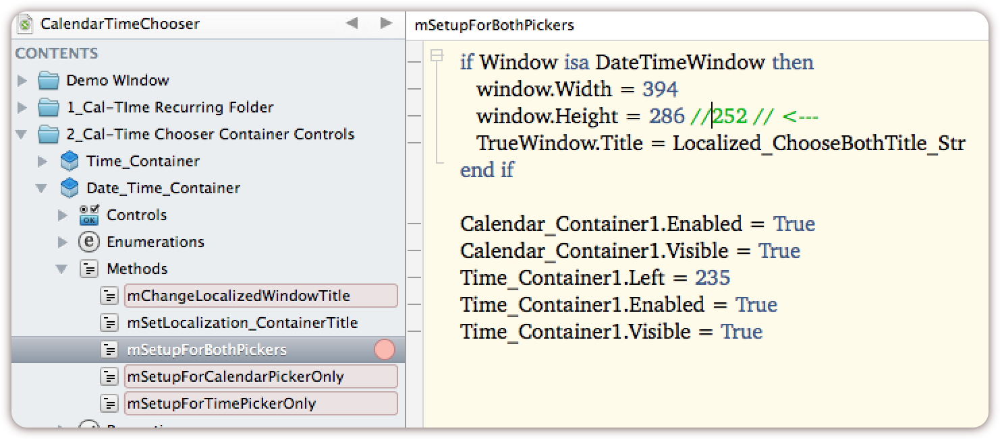 CalendarTimeChooser
CONTENTS
Demo WIndow
1_Cal-TIme Recurring Folder
2_Cal-Time Chooser Container Controls
Time_Container
Date_Time_Container
OK
Controls
e
Enumerations
Methods
mChangeLocalizedWindowTitle
mSetLocalization_ContainerTitle
mSetupForBothPickers
mSetupForCalendarPickerOnly
mSetupForTimePickerOnly
mSetupForBothPickers
if Window isa DateTimeWindow then
window.Width = 394
window.Height = 286 //252 // <---
TrueWindow.Title = Localized_ChooseBothTitle_Str
end if
Calendar_Container1.Enabled = True
Calendar_Container1.Visible = True
Time_Container1.Left = 235
Time_Container1.Enabled = True
Time_Container1.Visible = True